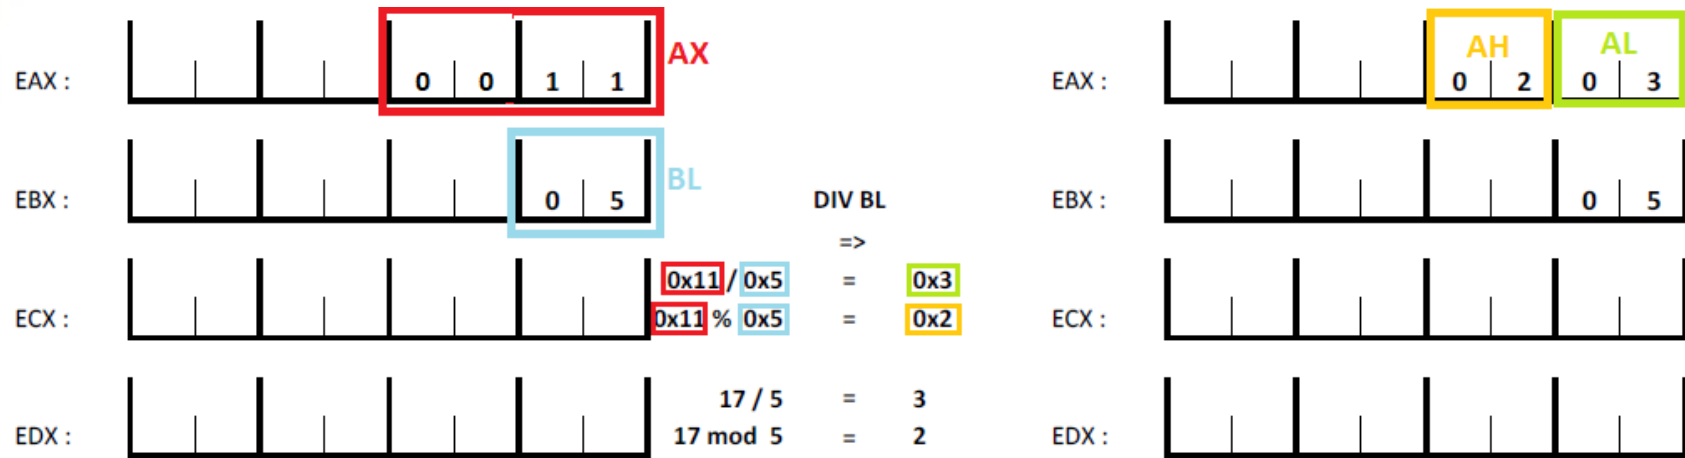 EAX : 0 0 1 1 AX
EBX : 0 5 BL
ECX :
EDX :
DIV BL
=>
0x11 / 0x5 = 0x3
0x11 % 0x5 = 0x2
17 / 5 = 3
17 mod 5 = 2
AH AL
EAX : 0 2 0 3
EBX : 0 5
ECX :
EDX :